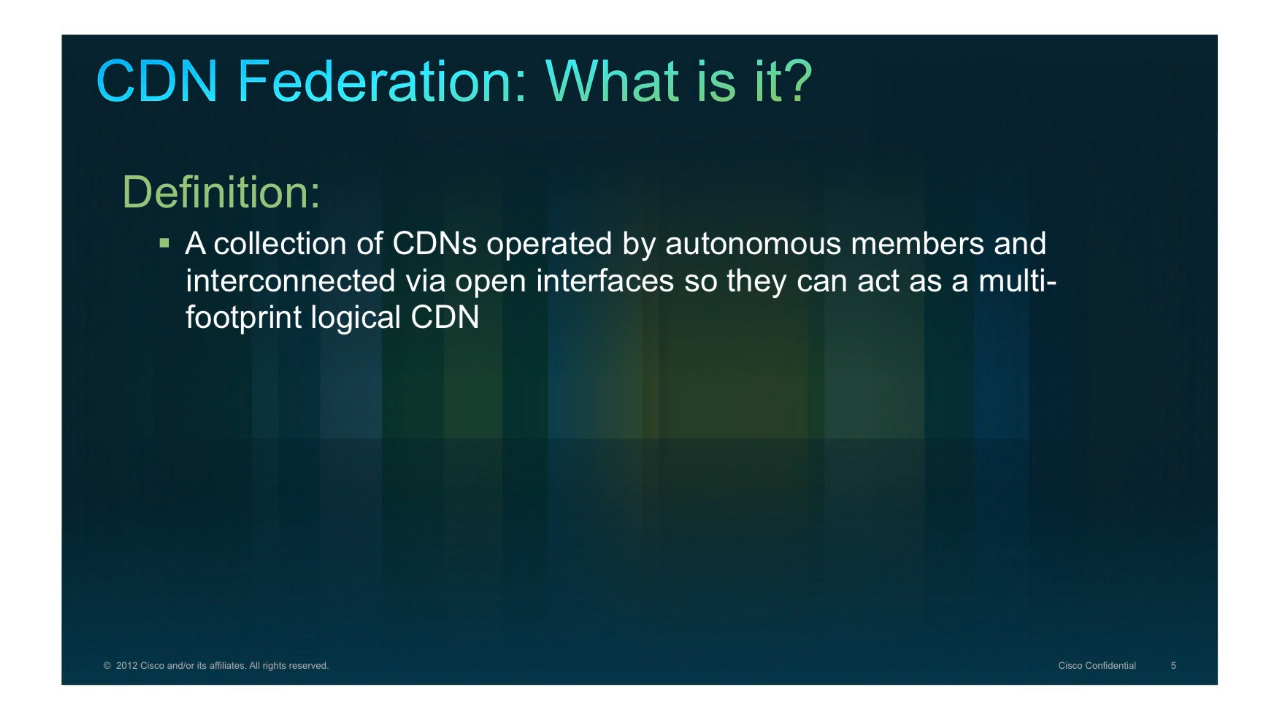 CDN Federation: What is it?
Definition:
▪ A collection of CDNs operated by autonomous members and
interconnected via open interfaces so they can act as a multi-
footprint logical CDN
© 2012 Cisco and/or its affiliates. All rights reserved.
Cisco Confidential
5